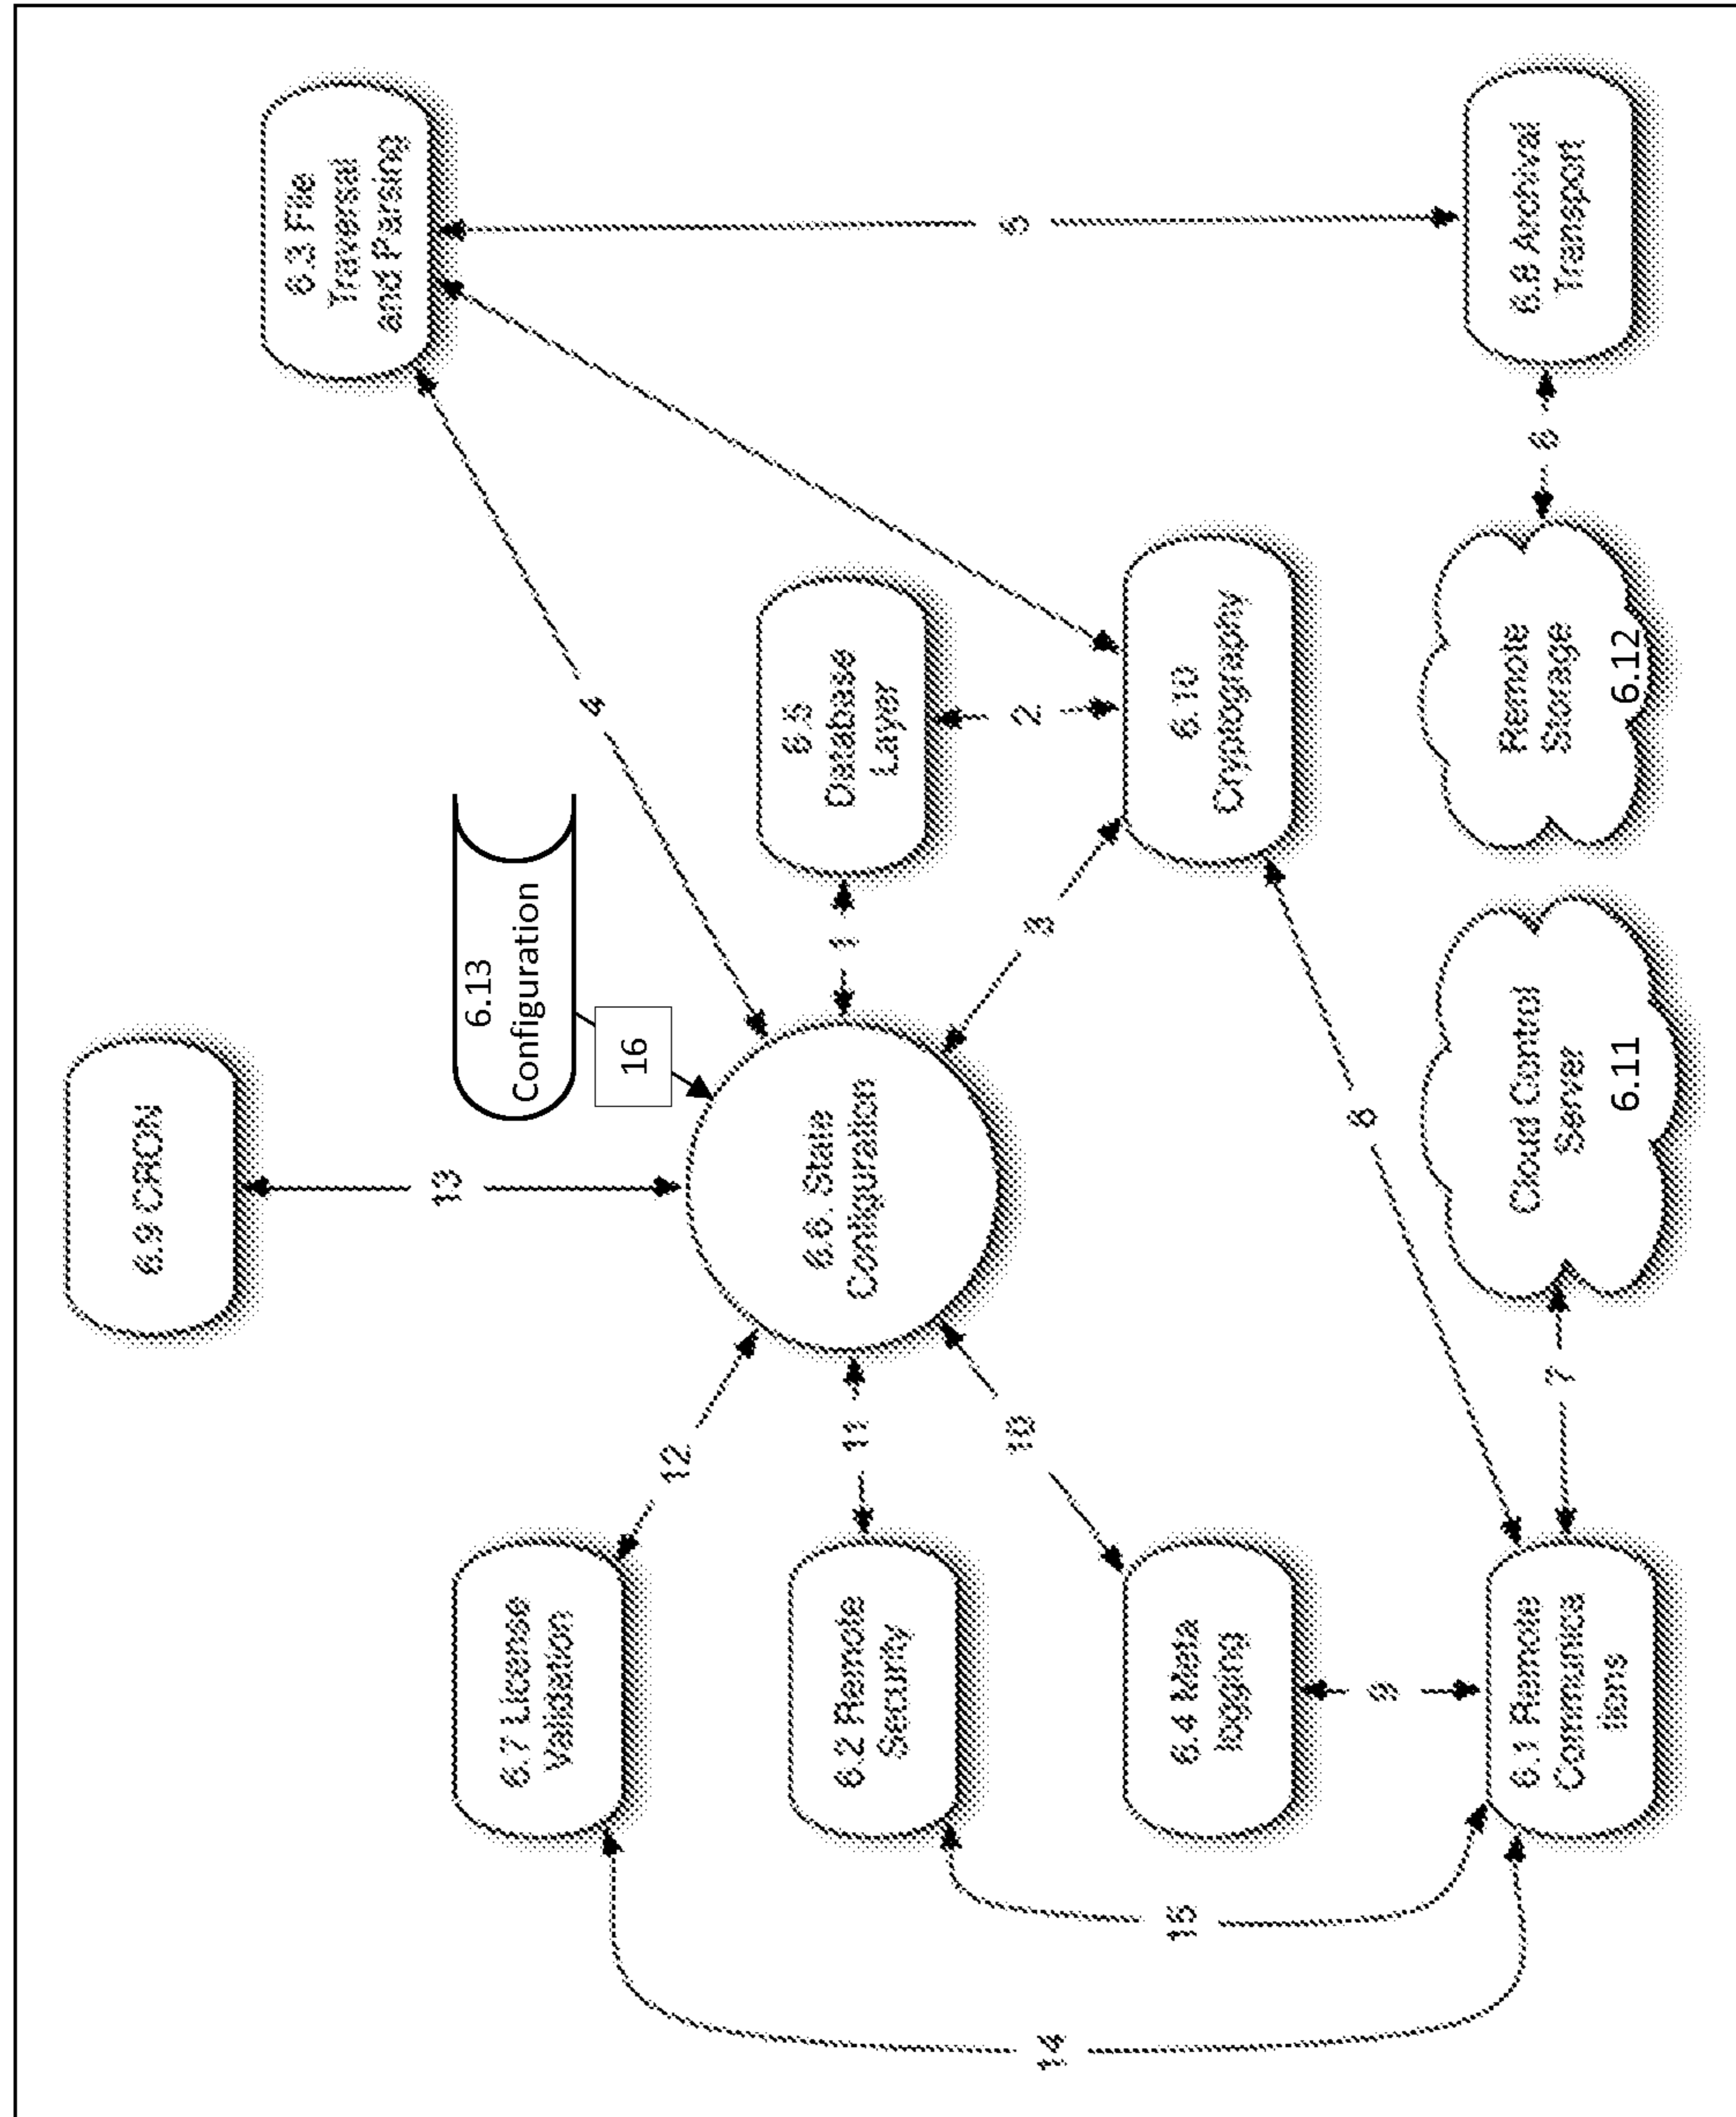 6.9 CRON
6.3 File
Traversal
and Parsing
13
6.13
Configuration
6.7 License
Validation
4
16
12
6.2 Remote
Security
11
6.6. State
Configuration
1
6.5
Database
Layer
5
10
3
2
14
15
6.4 Meta
logging
6.10
Cryptography
8
9
6.1 Remote
Communica
tions
7
Cloud Control
Server
6.11
Remote
Storage
6.12
6
6.8 Archival
Transport